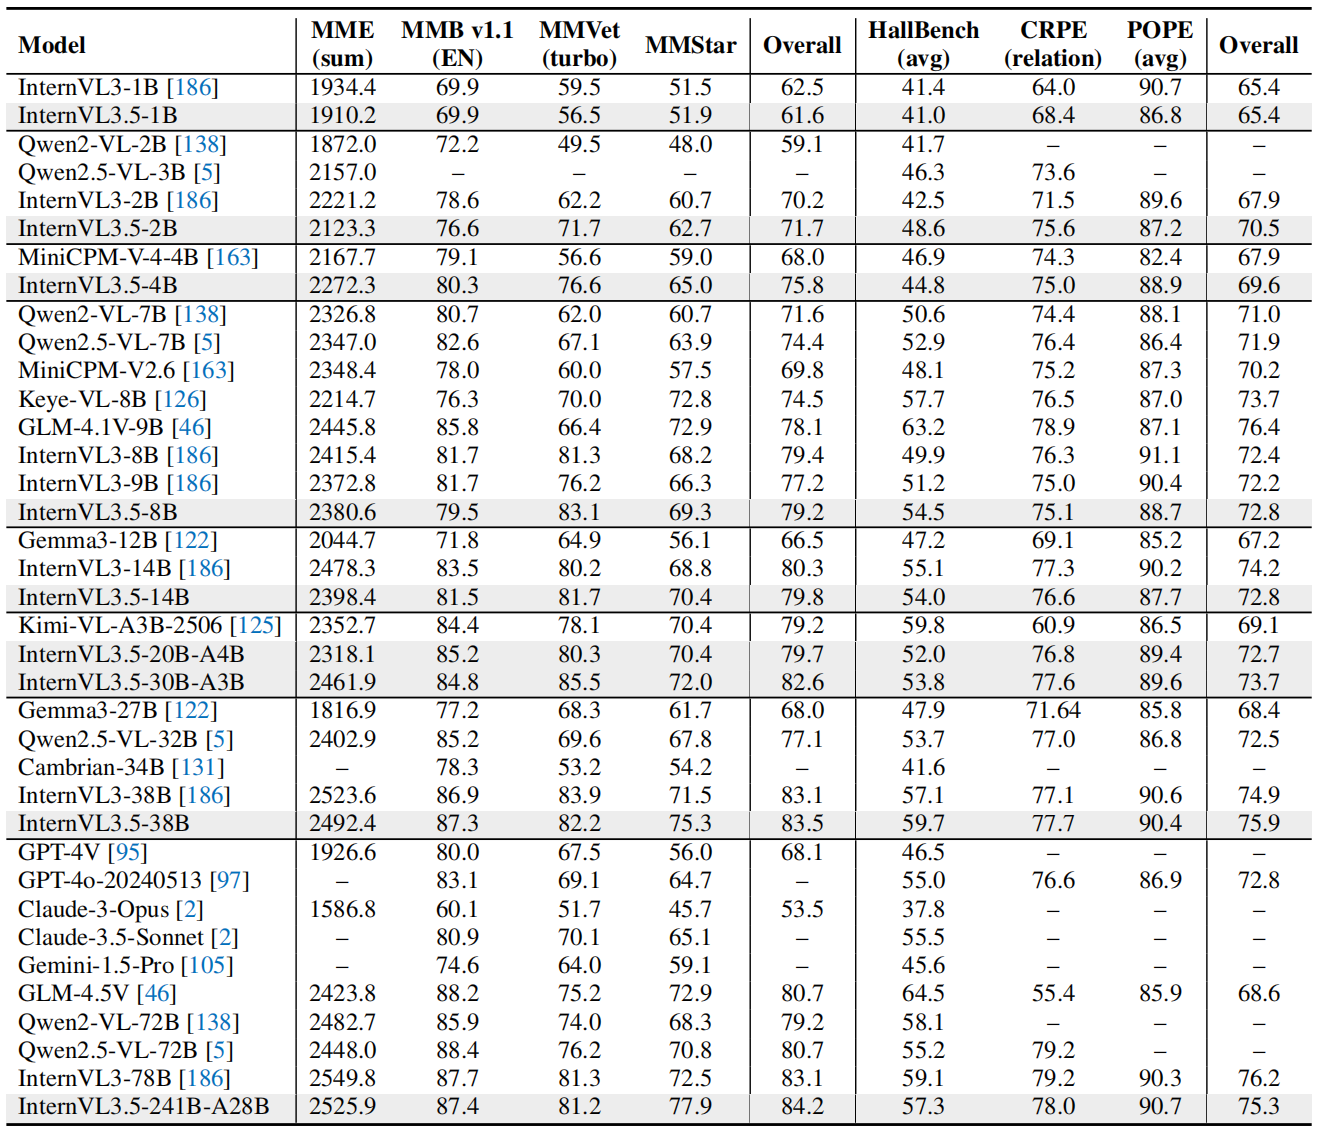 Model MME (sum) MMB v1.1 (EN) MMVet (turbo) MMStar Overall HallBench (avg) CRPE (relation) POPE (avg) Overall
InternVL3-1B [186] 1934.4 69.9 59.5 51.5 62.5 41.4 64.0 90.7 65.4
InternVL3.5-1B 1910.2 69.9 56.5 51.9 61.6 41.0 68.4 86.8 65.4
Qwen2-VL-2B [138] 1872.0 72.2 49.5 48.0 59.1 41.7 – – –
Qwen2.5-VL-3B [5] 2157.0 – – – – 46.3 73.6 – –
InternVL3-2B [186] 2221.2 78.6 62.2 60.7 70.2 42.5 71.5 89.6 67.9
InternVL3.5-2B 2123.3 76.6 71.7 62.7 71.7 48.6 75.6 87.2 70.5
MiniCPM-V-4-4B [163] 2167.7 79.1 56.6 59.0 68.0 46.9 74.3 82.4 67.9
InternVL3.5-4B 2272.3 80.3 76.6 65.0 75.8 44.8 75.0 88.9 69.6
Qwen2-VL-7B [138] 2326.8 80.7 62.0 60.7 71.6 50.6 74.4 88.1 71.0
Qwen2.5-VL-7B [5] 2347.0 82.6 67.1 63.9 74.4 52.9 76.4 86.4 71.9
MiniCPM-V2.6 [163] 2348.4 78.0 60.0 57.5 69.8 48.1 75.2 87.3 70.2
Keye-VL-8B [126] 2214.7 76.3 70.0 72.8 74.5 57.7 76.5 87.0 73.7
GLM-4.1V-9B [46] 2445.8 85.8 66.4 72.9 78.1 63.2 78.9 87.1 76.4
InternVL3-8B [186] 2415.4 81.7 81.3 68.2 79.4 49.9 76.3 91.1 72.4
InternVL3-9B [186] 2372.8 81.7 76.2 66.3 77.2 51.2 75.0 90.4 72.2
InternVL3.5-8B 2380.6 79.5 83.1 69.3 79.2 54.5 75.1 88.7 72.8
Gemma3-12B [122] 2044.7 71.8 64.9 56.1 66.5 47.2 69.1 85.2 67.2
InternVL3-14B [186] 2478.3 83.5 80.2 68.8 80.3 55.1 77.3 90.2 74.2
InternVL3.5-14B 2398.4 81.5 81.7 70.4 79.8 54.0 76.6 87.7 72.8
Kimi-VL-A3B-2506 [125] 2352.7 84.4 78.1 70.4 79.2 59.8 60.9 86.5 69.1
InternVL3.5-20B-A4B 2318.1 85.2 80.3 70.4 79.7 52.0 76.8 89.4 72.7
InternVL3.5-30B-A3B 2461.9 84.8 85.5 72.0 82.6 53.8 77.6 89.6 73.7
Gemma3-27B [122] 1816.9 77.2 68.3 61.7 68.0 47.9 71.64 85.8 68.4
Qwen2.5-VL-32B [5] 2402.9 85.2 69.6 67.8 77.1 53.7 77.0 86.8 72.5
Cambrian-34B [131] – 78.3 53.2 54.2 – 41.6 – – –
InternVL3-38B [186] 2523.6 86.9 83.9 71.5 83.1 57.1 77.1 90.6 74.9
InternVL3.5-38B 2492.4 87.3 82.2 75.3 83.5 59.7 77.7 90.4 75.9
GPT-4V [95] 1926.6 80.0 67.5 56.0 68.1 46.5 – – –
GPT-4o-20240513 [97] – 83.1 69.1 64.7 – 55.0 76.6 86.9 72.8
Claude-3-Opus [2] 1586.8 60.1 51.7 45.7 53.5 37.8 – – –
Claude-3.5-Sonnet [2] – 80.9 70.1 65.1 – 55.5 – – –
Gemini-1.5-Pro [105] – 74.6 64.0 59.1 – 45.6 – – –
GLM-4.5V [46] 2423.8 88.2 75.2 72.9 80.7 64.5 55.4 85.9 68.6
Qwen2-VL-72B [138] 2482.7 85.9 74.0 68.3 79.2 58.1 – – –
Qwen2.5-VL-72B [5] 2448.0 88.4 76.2 70.8 80.7 55.2 79.2 – –
InternVL3-78B [186] 2549.8 87.7 81.3 72.5 83.1 59.1 79.2 90.3 76.2
InternVL3.5-241B-A28B 2525.9 87.4 81.2 77.9 84.2 57.3 78.0 90.7 75.3